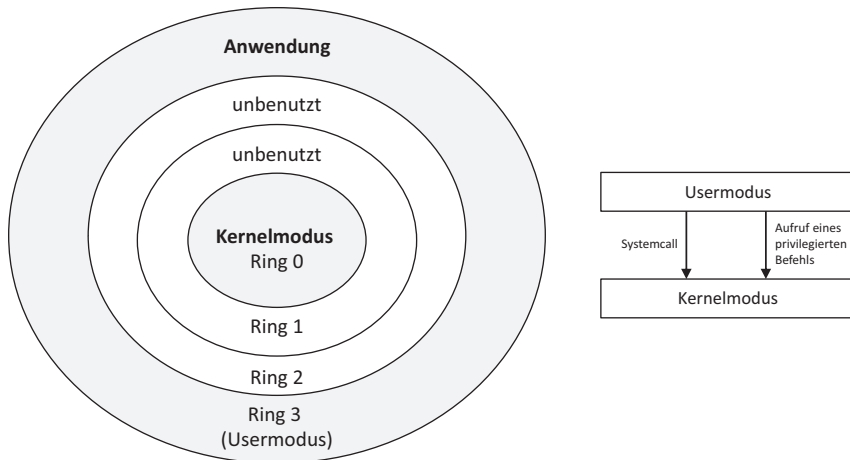 Anwendung
unbenutzt
unbenutzt
Kernelmodus
Ring 0
Ring 1
Ring 2
Ring 3
(Usermodus)
Usermodus
Systemcall
Aufruf eines
privilegierten
Befehls
Kernelmodus